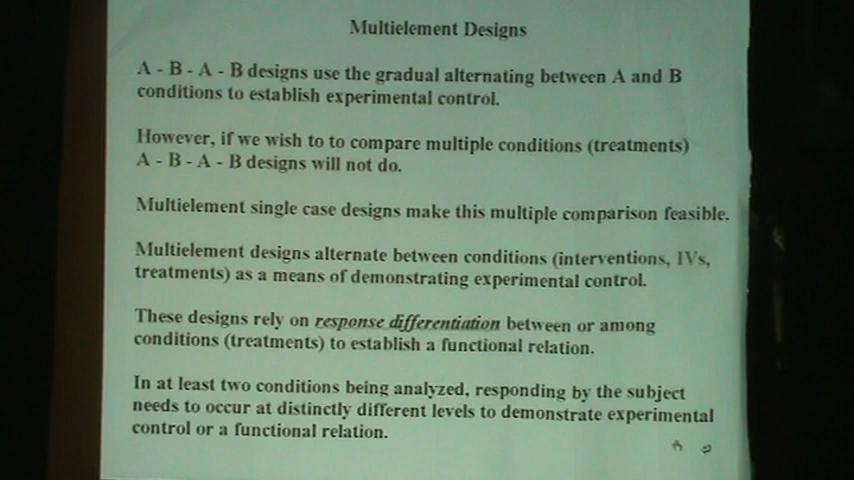 Multielement Designs
A - B - A - B designs use the gradual alternating between A and B
conditions to establish experimental control.
However, if we wish to to compare multiple conditions (treatments)
A - B - A - B designs will not do.
Multielement single case designs make this multiple comparison feasible.
Multielement designs alternate between conditions (interventions, IVs,
treatments) as a means of demonstrating experimental control.
These designs rely on response differentiation between or among
conditions (treatments) to establish a functional relation.
In at least two conditions being analyzed, responding by the subject
needs to occur at distinctly different levels to demonstrate experimental
control or a functional relation.